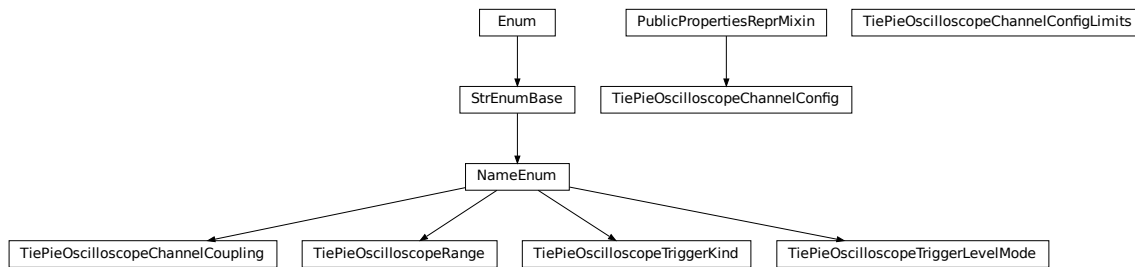 Enum
PublicPropertiesReprMixin
TiePieOscilloscopeChannelConfigLimits
StrEnumBase
TiePieOscilloscopeChannelConfig
NameEnum
TiePieOscilloscopeChannelCoupling
TiePieOscilloscopeRange
TiePieOscilloscopeTriggerKind
TiePieOscilloscopeTriggerLevelMode